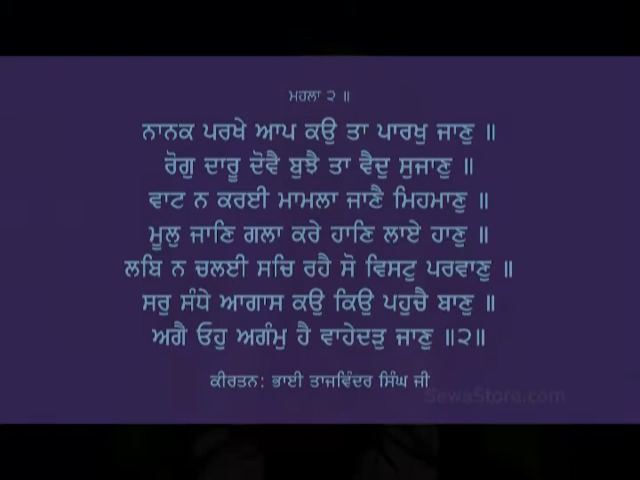 ਮਹਲਾ ੨ ॥
ਨਾਨਕ ਪਰਖੇ ਆਪ ਕਉ ਤਾ ਪਾਰਖੁ ਜਾਣੁ ॥
ਰੋਗੁ ਦਾਰੂ ਦੋਵੈ ਬੁਝੈ ਤਾ ਵੈਦੁ ਸੁਜਾਣੁ ॥
ਵਾਟ ਨ ਕਰਈ ਮਾਮਲਾ ਜਾਣੈ ਮਿਹਮਾਣੁ ॥
ਮੂਲੁ ਜਾਣਿ ਗਲਾ ਕਰੇ ਹਾਣਿ ਲਾਏ ਹਾਣੁ ॥
ਲਬਿ ਨ ਚਲਈ ਸਚਿ ਰਹੈ ਸੋ ਵਿਸਟੁ ਪਰਵਾਣੁ ॥
ਸਰੁ ਸੰਧੇ ਆਗਾਸ ਕਉ ਕਿਉ ਪਹੁਚੈ ਬਾਣੁ ॥
ਅਗੈ ਓਹੁ ਅਗੰਮੁ ਹੈ ਵਾਹੇਦੜੁ ਜਾਣੁ ॥੨॥
ਕੀਰਤਨ: ਭਾਈ ਤਾਜਵਿੰਦਰ ਸਿੰਘ ਜੀ
SewaStore.com